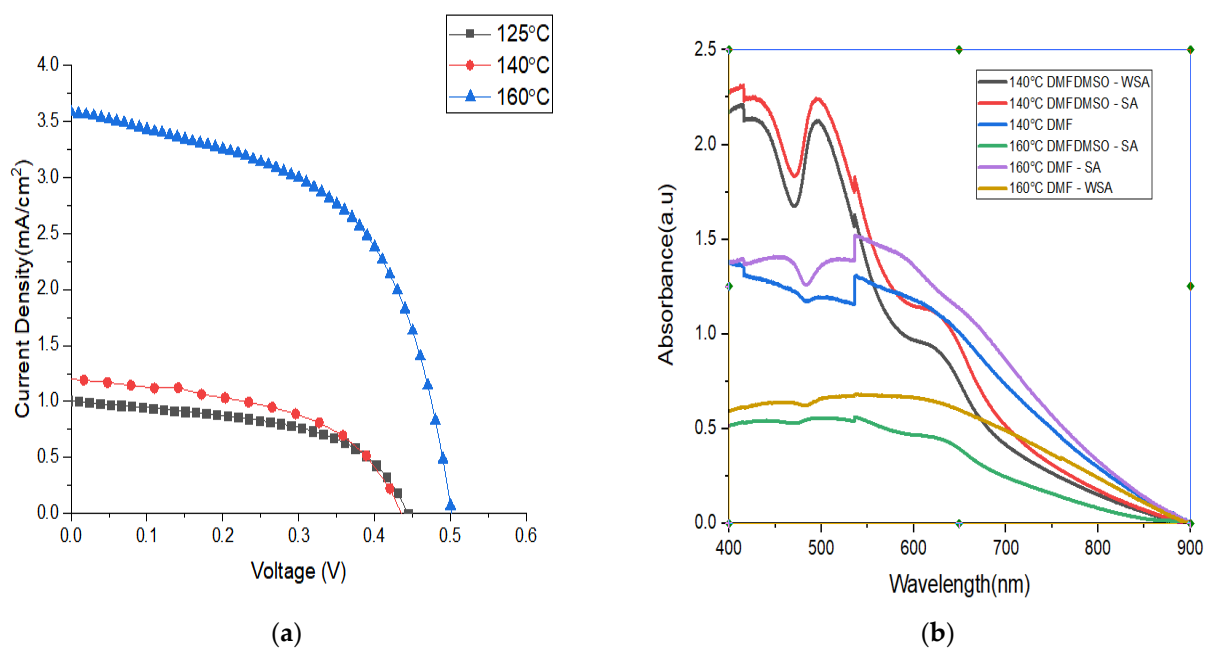 125°C
140°C
160°C
Current Density(mA/cm²)
4.0
3.5
3.0
2.5
2.0
1.5
1.0
0.5
0.0
0.0 0.1 0.2 0.3 0.4 0.5 0.6
Voltage (V)
(a)
140°C DMFDMSO - WSA
140°C DMFDMSO - SA
140°C DMF
160°C DMFDMSO - SA
160°C DMF - SA
160°C DMF - WSA
Absorbance(a.u)
2.5
2.0
1.5
1.0
0.5
0.0
400 500 600 700 800 900
Wavelength(nm)
(b)